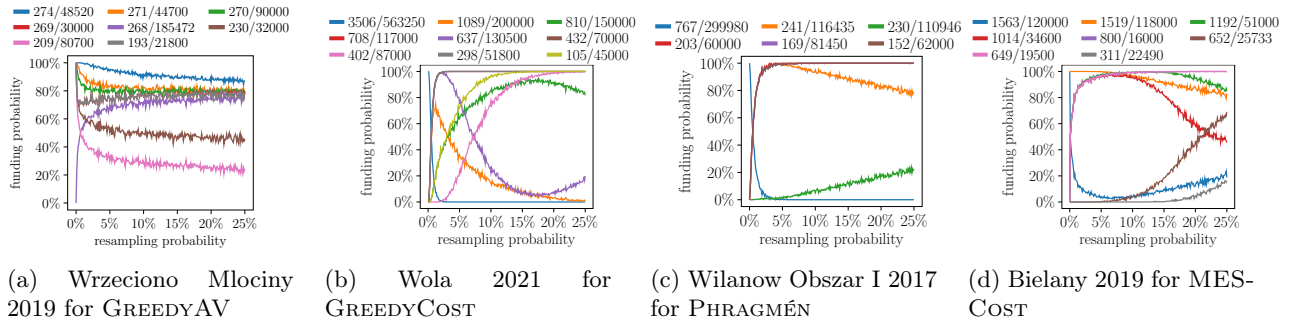 274/48520 271/44700 270/90000
269/30000 268/185472 230/32000
209/80700 193/21800
100%
80%
60%
40%
20%
0%
funding probability
0% 5% 10% 15% 20% 25%
resampling probability
(a) Wrzeciono Mlociny
2019 for GREEDYAV
3506/563250 1089/200000 810/150000
708/117000 637/130500 432/70000
402/87000 298/51800 105/45000
100%
80%
60%
40%
20%
0%
funding probability
0% 5% 10% 15% 20% 25%
resampling probability
(b) Wola 2021 for
GREEDYCOST
767/299980 241/116435 230/110946
203/60000 169/81450 152/62000
100%
80%
60%
40%
20%
0%
funding probability
0% 5% 10% 15% 20% 25%
resampling probability
(c) Wilanow Obszar I 2017
for PHRAGMÉN
1563/120000 1519/118000 1192/51000
1014/34600 800/16000 652/25733
649/19500 311/22490
100%
80%
60%
40%
20%
0%
funding probability
0% 5% 10% 15% 20% 25%
resampling probability
(d) Bielany 2019 for MES-
COST